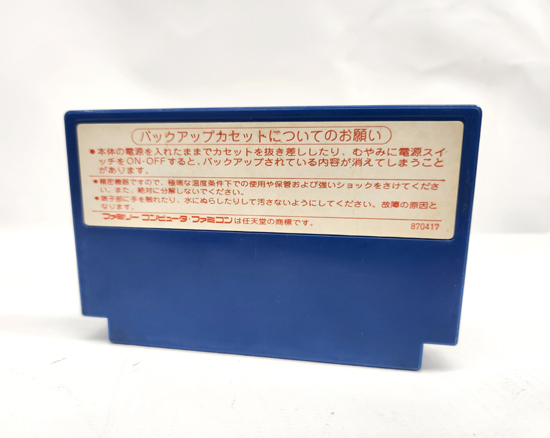 バックアップカセットについてのお願い
●本体の電源を入れたままでカセットを抜き差ししたり、むやみに電源スイ
ッチをON-OFFすると、バックアップされている内容が消えてしまうこと
があります。
●精密機器ですので、極端な温度条件下での使用や保管および強いショックをさけてくださ
い。また、絶対に分解しないでください。
●端子部に手を触れたり、水にぬらしたりして汚さないようにしてください。故障の原因と
なります。
ファミリーコンピュータ・ファミコンは任天堂の商標です。
870417